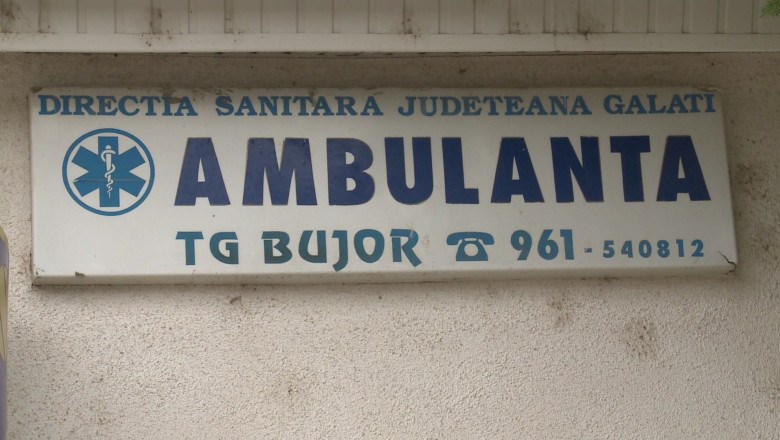 DIRECTIA SANITARA JUDETEANA GALATI
AMBULANTA
TG BUJOR ☎ 961 - 540812